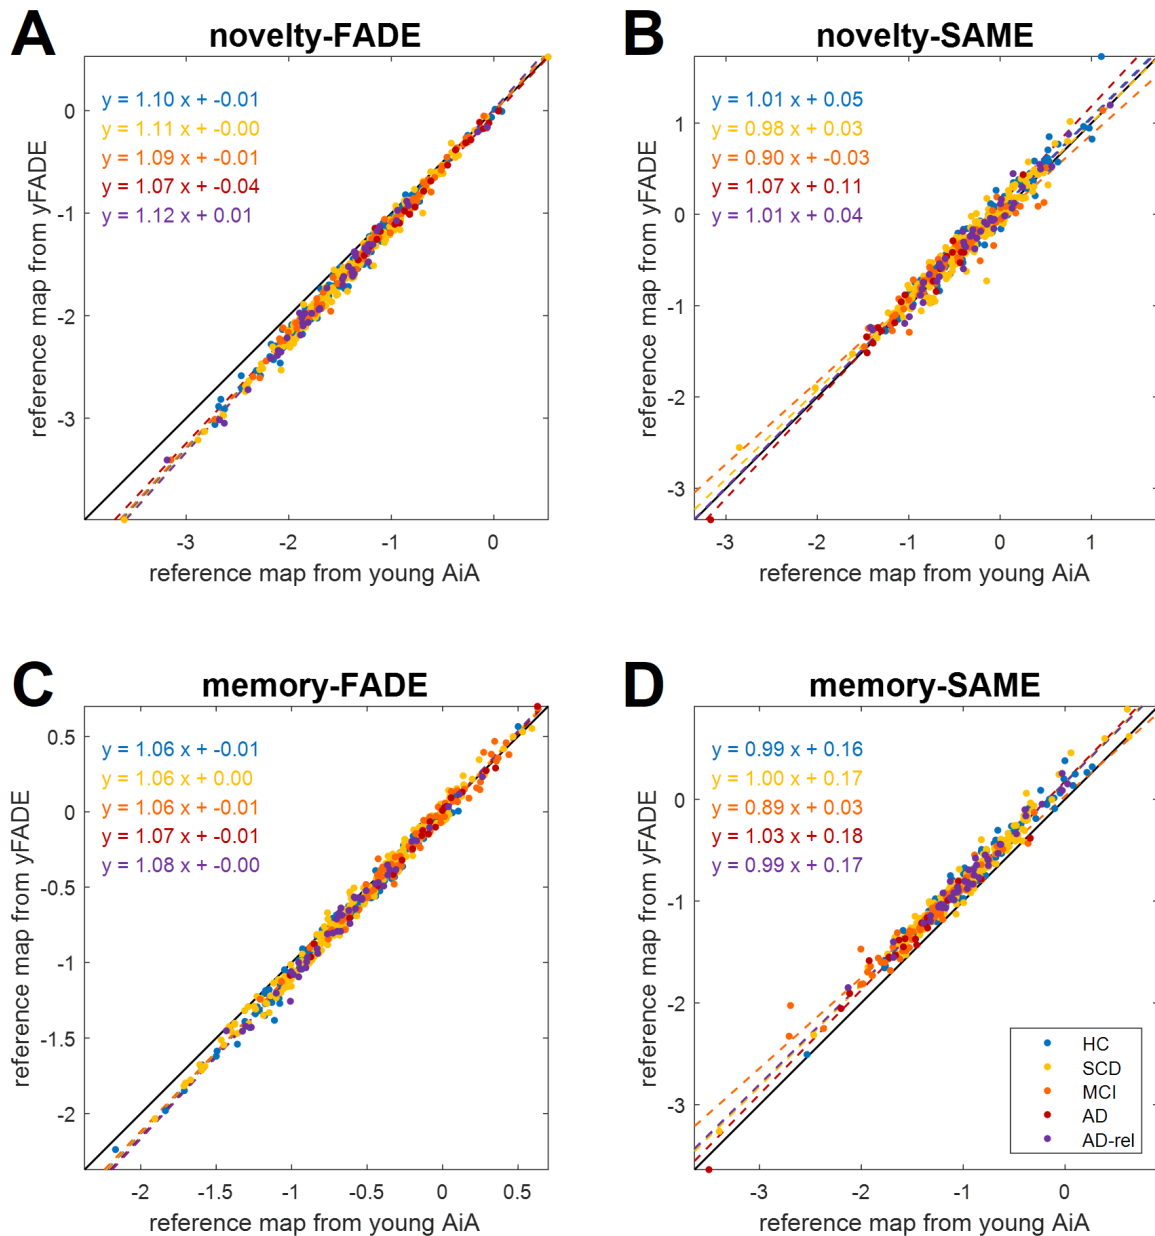 A
novelty-FADE
y = 1.10 x + -0.01
y = 1.11 x + -0.00
y = 1.09 x + -0.01
y = 1.07 x + -0.04
y = 1.12 x + 0.01
0
-1
-2
-3
-3 -2 -1 0
reference map from yFADE
reference map from young AiA
B
novelty-SAME
y = 1.01 x + 0.05
y = 0.98 x + 0.03
y = 0.90 x + -0.03
y = 1.07 x + 0.11
y = 1.01 x + 0.04
1
0
-1
-2
-3
-3 -2 -1 0 1
reference map from yFADE
reference map from young AiA
C
memory-FADE
y = 1.06 x + -0.01
y = 1.06 x + 0.00
y = 1.06 x + -0.01
y = 1.07 x + -0.01
y = 1.08 x + -0.00
0.5
0
-0.5
-1
-1.5
-2
-2 -1.5 -1 -0.5 0 0.5
reference map from yFADE
reference map from young AiA
D
memory-SAME
y = 0.99 x + 0.16
y = 1.00 x + 0.17
y = 0.89 x + 0.03
y = 1.03 x + 0.18
y = 0.99 x + 0.17
0
-1
-2
-3
-3 -2 -1 0
reference map from yFADE
reference map from young AiA
HC
SCD
MCI
AD
AD-rel